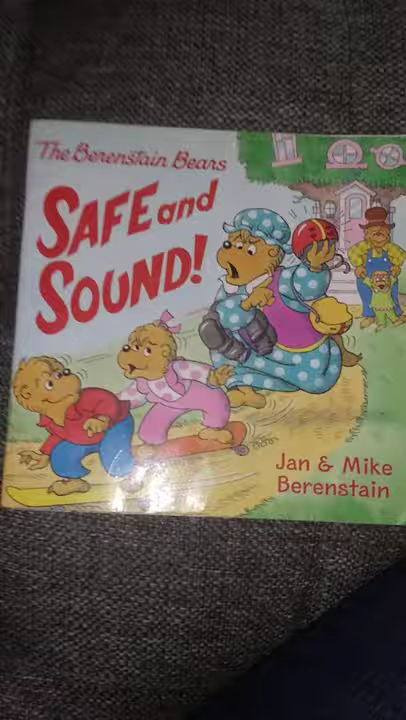 The Berenstain Bears
SAFE and
SOUND!
Jan & Mike
Berenstain